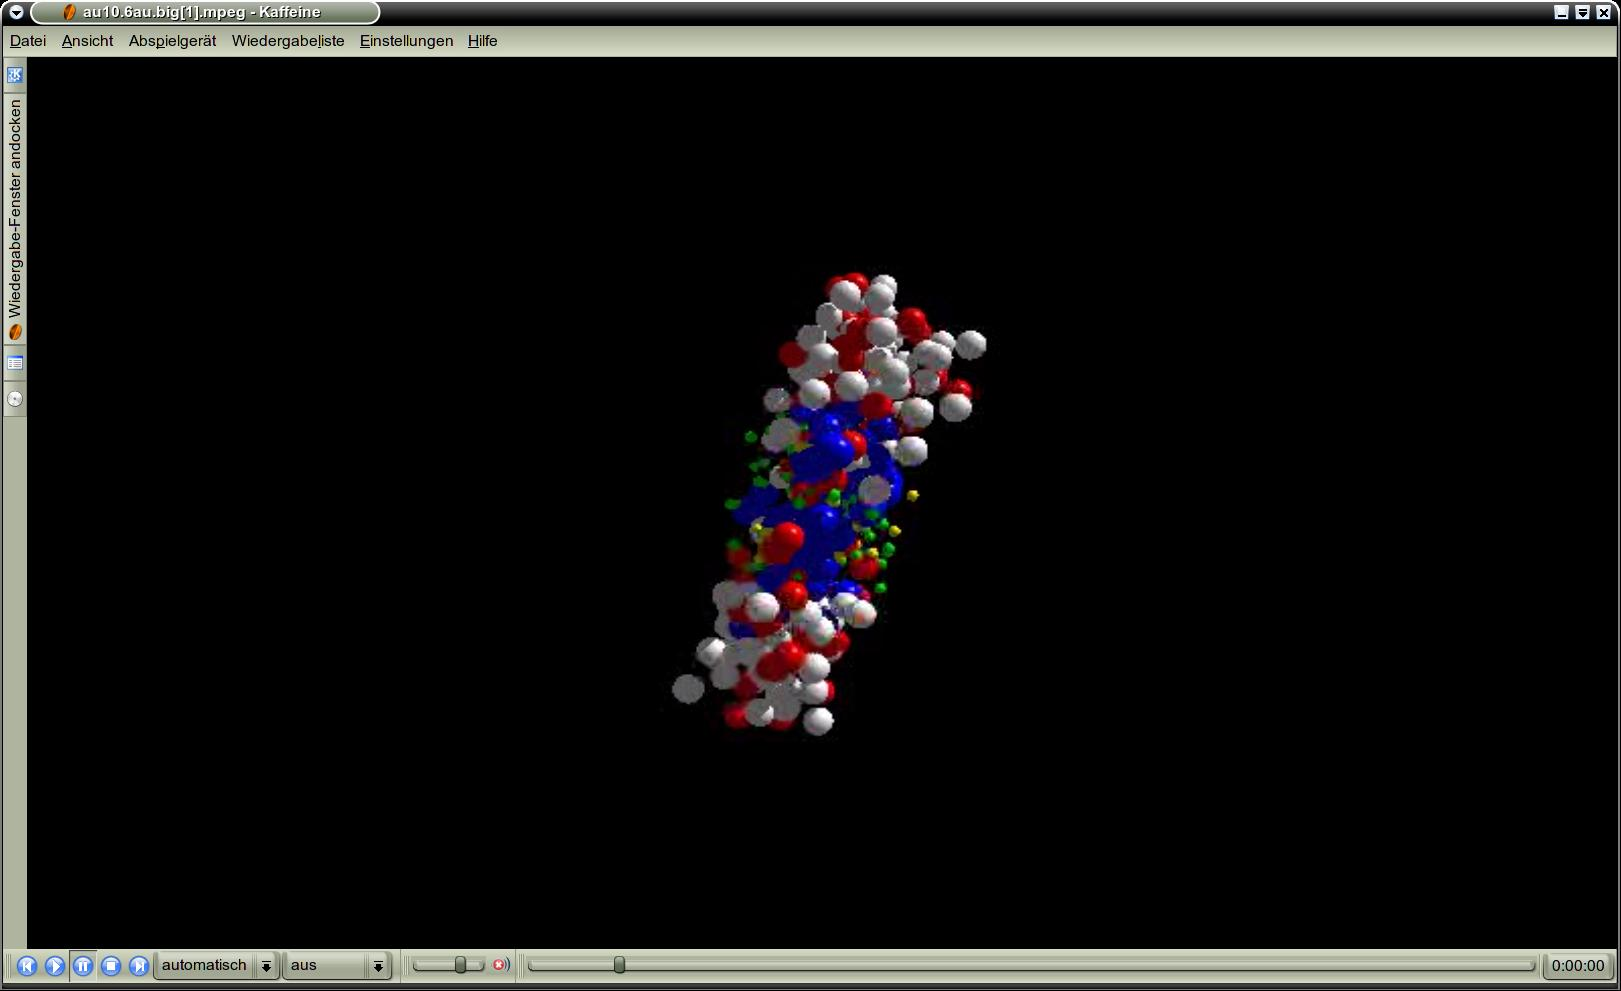 au10.6au.big[1].mpeg - Kaffeine
Datei Ansicht Abspielgerät Wiedergabeliste Einstellungen Hilfe
Wiedergabe-Fenster andocken
automatisch aus 0:00:00